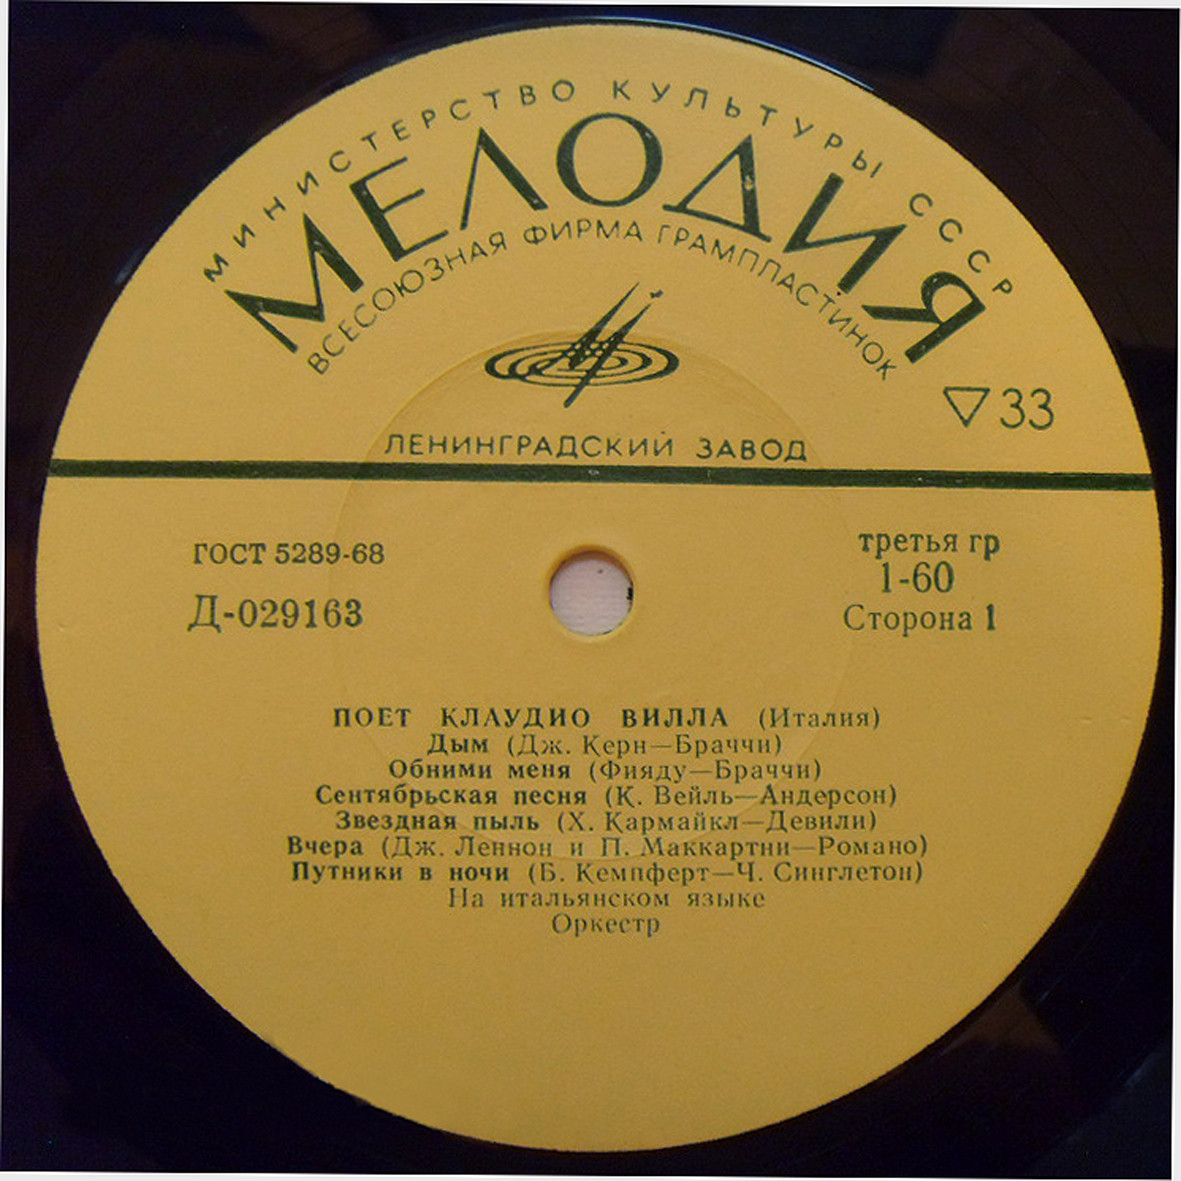 МИНИСТЕРСТВО КУЛЬТУРЫ СССР
МЕЛОДИЯ
ВСЕСОЮЗНАЯ ФИРМА ГРАМПЛАСТИНОК
33
ЛЕНИНГРАДСКИЙ ЗАВОД
ГОСТ 5289-68
Д-029163
третья гр
1-60
Сторона 1
ПОЕТ КЛАУДИО ВИЛЛА (Италия)
Дым (Дж. Керн—Браччи)
Обними меня (Фияду—Браччи)
Сентябрьская песня (К. Вейль—Андерсон)
Звездная пыль (Х. Кармайкл—Девили)
Вчера (Дж. Леннон и П. Маккартни—Романо)
Путники в ночи (Б. Кемпферт—Ч. Синглетон)
На итальянском языке
Оркестр